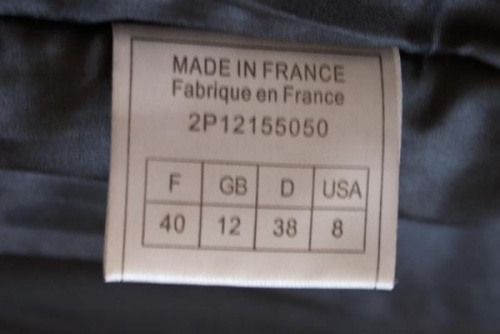 MADE IN FRANCE
Fabrique en France
2P12155050
F GB D USA
40 12 38 8